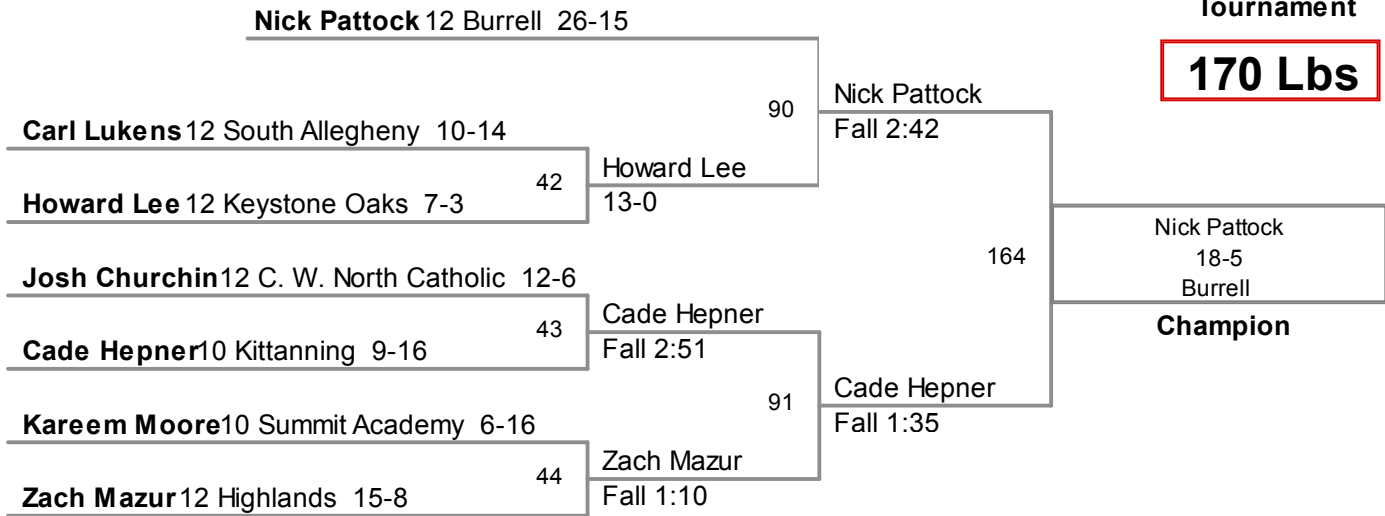 Tournament
Nick Pattock 12 Burrell 26-15
170 Lbs
Nick Pattock
90
Fall 2:42
Carl Lukens 12 South Allegheny 10-14
Howard Lee
42
13-0
Howard Lee 12 Keystone Oaks 7-3
Nick Pattock
164
18-5
Burrell
Champion
Josh Churchin 12 C. W. North Catholic 12-6
Cade Hepner
43
Fall 2:51
Cade Hepner 10 Kittanning 9-16
Cade Hepner
91
Fall 1:35
Kareem Moore 10 Summit Academy 6-16
Zach Mazur
44
Fall 1:10
Zach Mazur 12 Highlands 15-8